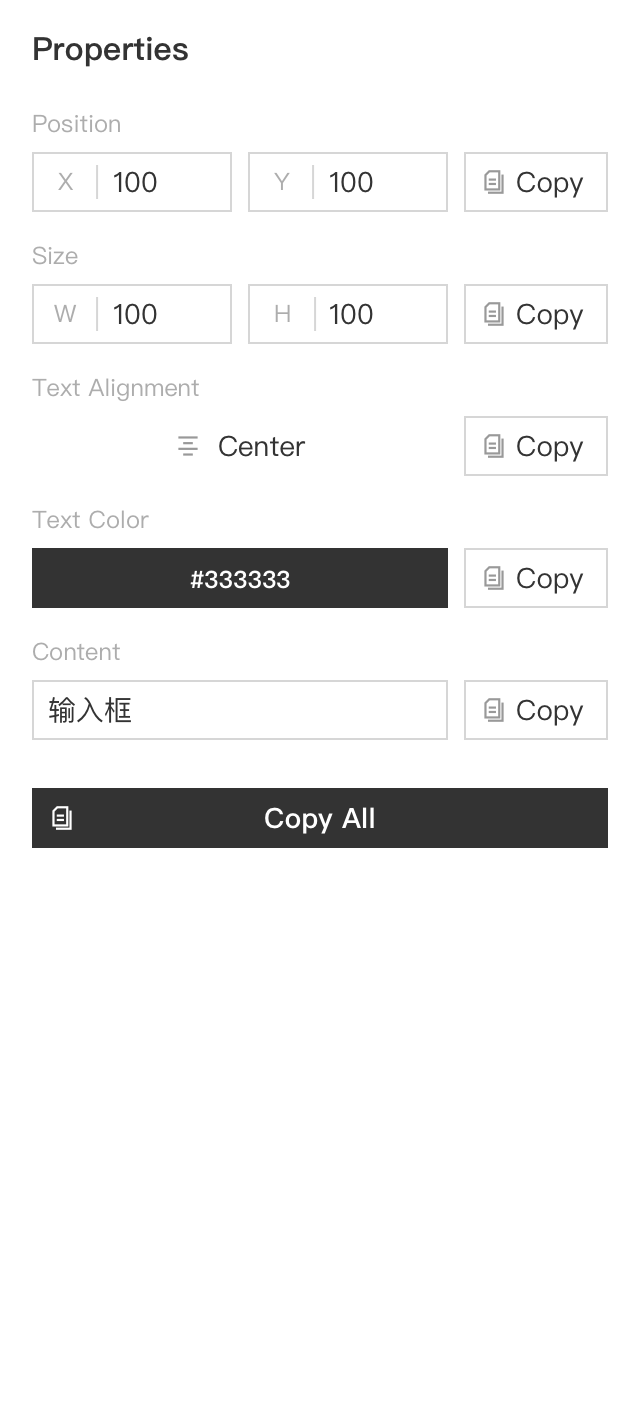 Properties
Position
X 100 Y 100 Copy
Size
W 100 H 100 Copy
Text Alignment
Center Copy
Text Color
#333333 Copy
Content
输入框 Copy
Copy All